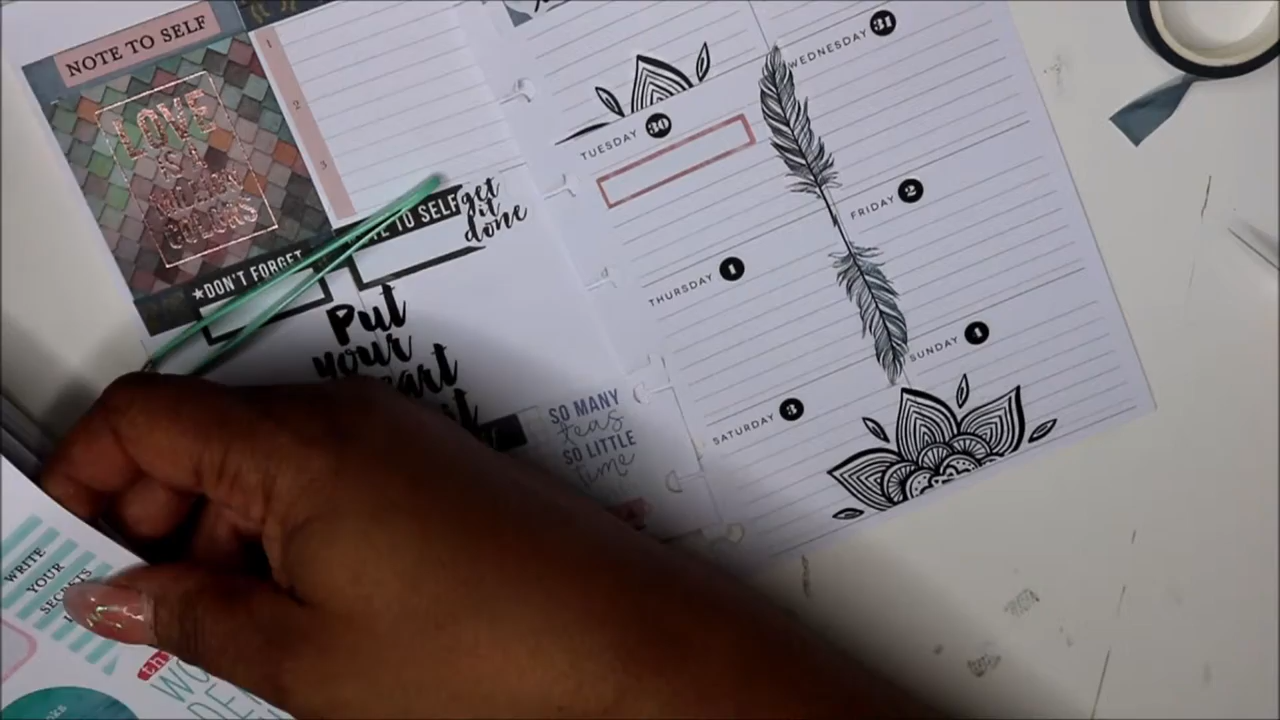 NOTE TO SELF
LOVE
IS A
MILLION
COLORS
1
2
3
*DON'T FORGET
TO SELF
get
it
done
Put
your
SO MANY
teas
SO LITTLE
time
TUESDAY 30
WEDNESDAY 31
THURSDAY 1
FRIDAY 2
SATURDAY 3
SUNDAY 4
WRITE
YOUR
SECRETS